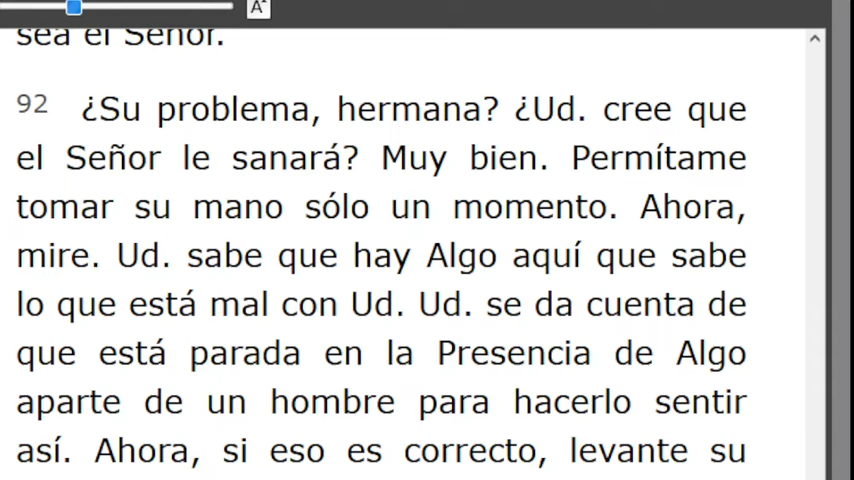 A
sea el Señor.
92 ¿Su problema, hermana? ¿Ud. cree que
el Señor le sanará? Muy bien. Permítame
tomar su mano sólo un momento. Ahora,
mire. Ud. sabe que hay Algo aquí que sabe
lo que está mal con Ud. Ud. se da cuenta de
que está parada en la Presencia de Algo
aparte de un hombre para hacerlo sentir
así. Ahora, si eso es correcto, levante su